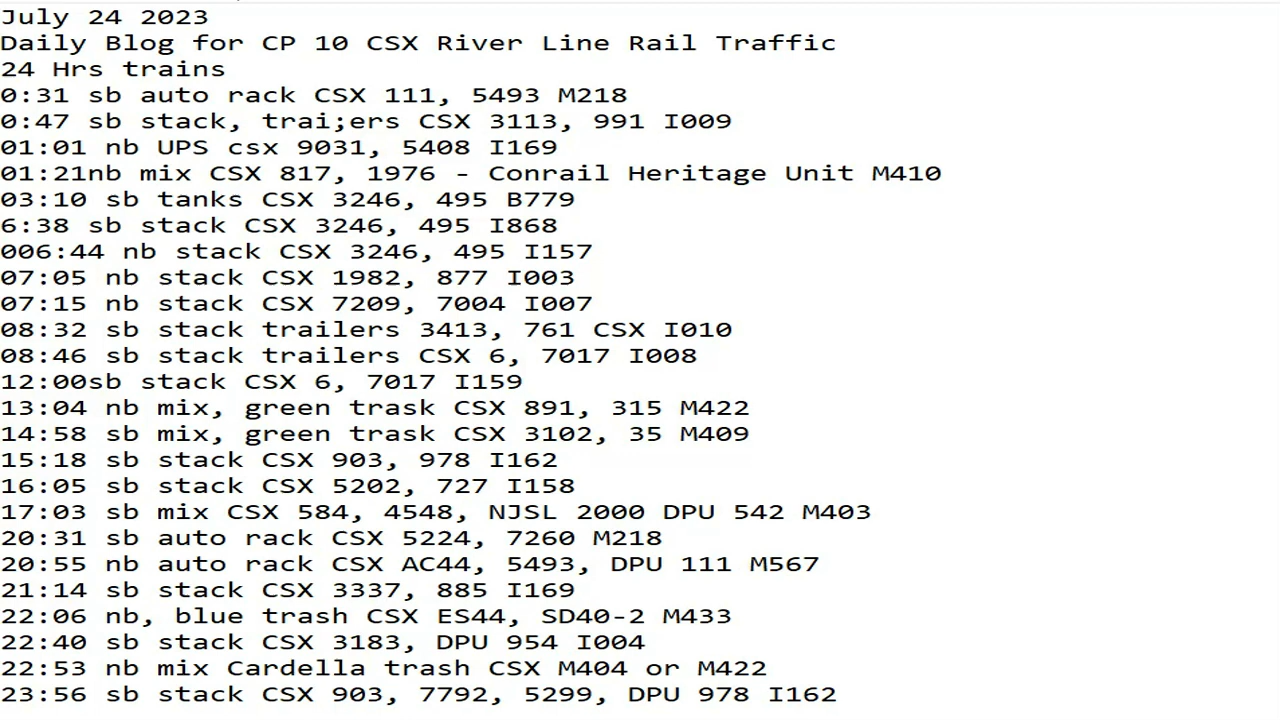 July 24 2023
Daily Blog for CP 10 CSX River Line Rail Traffic
24 Hrs trains
0:31 sb auto rack CSX 111, 5493 M218
0:47 sb stack, trai;ers CSX 3113, 991 I009
01:01 nb UPS csx 9031, 5408 I169
01:21nb mix CSX 817, 1976 - Conrail Heritage Unit M410
03:10 sb tanks CSX 3246, 495 B779
6:38 sb stack CSX 3246, 495 I868
006:44 nb stack CSX 3246, 495 I157
07:05 nb stack CSX 1982, 877 I003
07:15 nb stack CSX 7209, 7004 I007
08:32 sb stack trailers 3413, 761 CSX I010
08:46 sb stack trailers CSX 6, 7017 I008
12:00sb stack CSX 6, 7017 I159
13:04 nb mix, green trask CSX 891, 315 M422
14:58 sb mix, green trask CSX 3102, 35 M409
15:18 sb stack CSX 903, 978 I162
16:05 sb stack CSX 5202, 727 I158
17:03 sb mix CSX 584, 4548, NJSL 2000 DPU 542 M403
20:31 sb auto rack CSX 5224, 7260 M218
20:55 nb auto rack CSX AC44, 5493, DPU 111 M567
21:14 sb stack CSX 3337, 885 I169
22:06 nb, blue trash CSX ES44, SD40-2 M433
22:40 sb stack CSX 3183, DPU 954 I004
22:53 nb mix Cardella trash CSX M404 or M422
23:56 sb stack CSX 903, 7792, 5299, DPU 978 I162